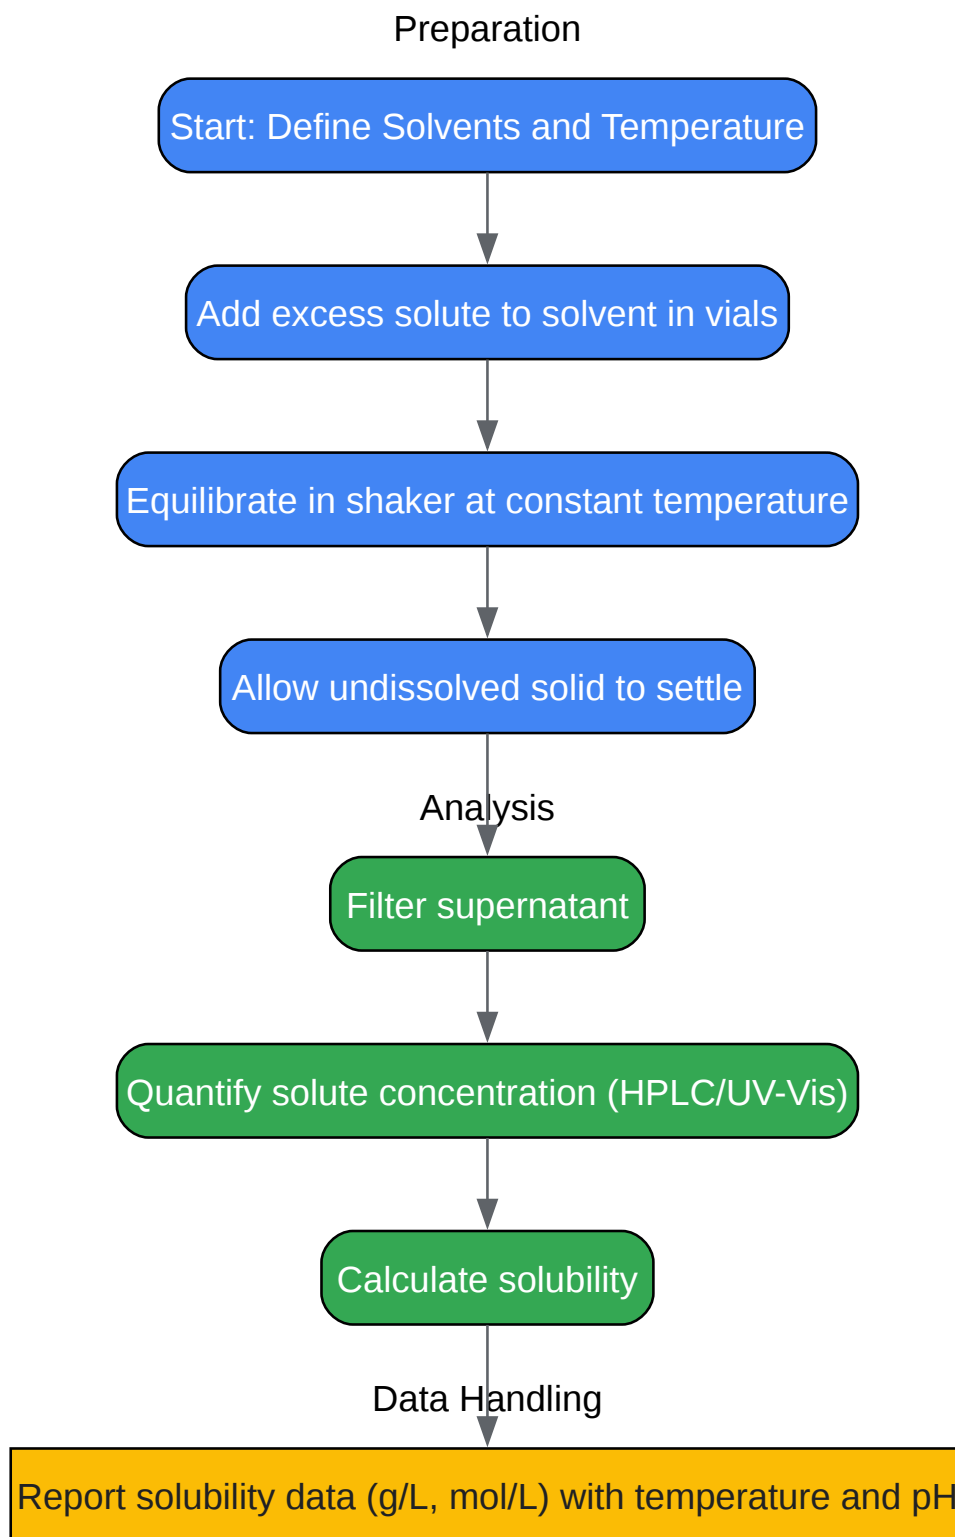 Preparation
Start: Define Solvents and Temperature
Add excess solute to solvent in vials
Equilibrate in shaker at constant temperature
Allow undissolved solid to settle
Analysis
Filter supernatant
Quantify solute concentration (HPLC/UV-Vis)
Calculate solubility
Data Handling
Report solubility data (g/L, mol/L) with temperature and pH